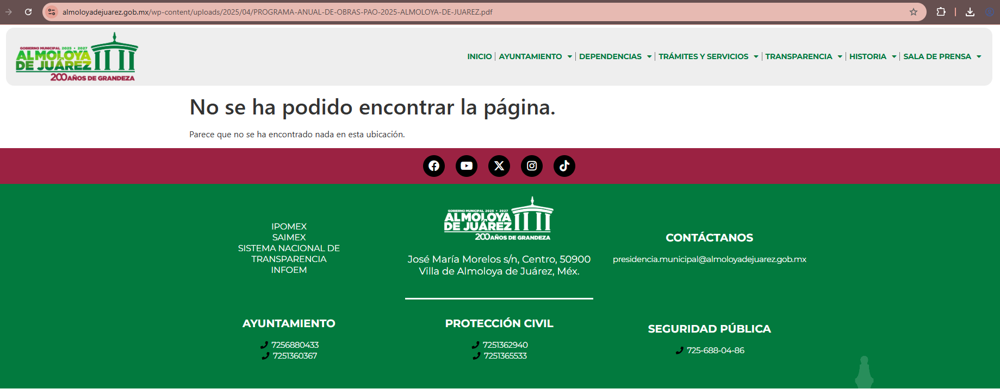 almoloyadejuarez.gob.mx/wp-content/uploads/2025/04/PROGRAMA-ANUAL-DE-OBRAS-PAO-2025-ALMOLOYA-DE-JUAREZ.pdf
GOBIERNO MUNICIPAL 2025 • 2027
ALMOLOYA
DE JUÁREZ
200 AÑOS DE GRANDEZA
INICIO AYUNTAMIENTO DEPENDENCIAS TRÁMITES Y SERVICIOS TRANSPARENCIA HISTORIA SALA DE PRENSA
No se ha podido encontrar la página.
Parece que no se ha encontrado nada en esta ubicación.
IPOMEX
SAIMEX
SISTEMA NACIONAL DE
TRANSPARENCIA
INFOEM
GOBIERNO MUNICIPAL 2025 • 2027
ALMOLOYA
DE JUÁREZ
200 AÑOS DE GRANDEZA
José María Morelos s/n, Centro, 50900
Villa de Almoloya de Juárez, Méx.
CONTÁCTANOS
presidencia.municipal@almoloyadejuarez.gob.mx
AYUNTAMIENTO
7256880433
7251360367
PROTECCIÓN CIVIL
7251362940
7251365533
SEGURIDAD PÚBLICA
725-688-04-86